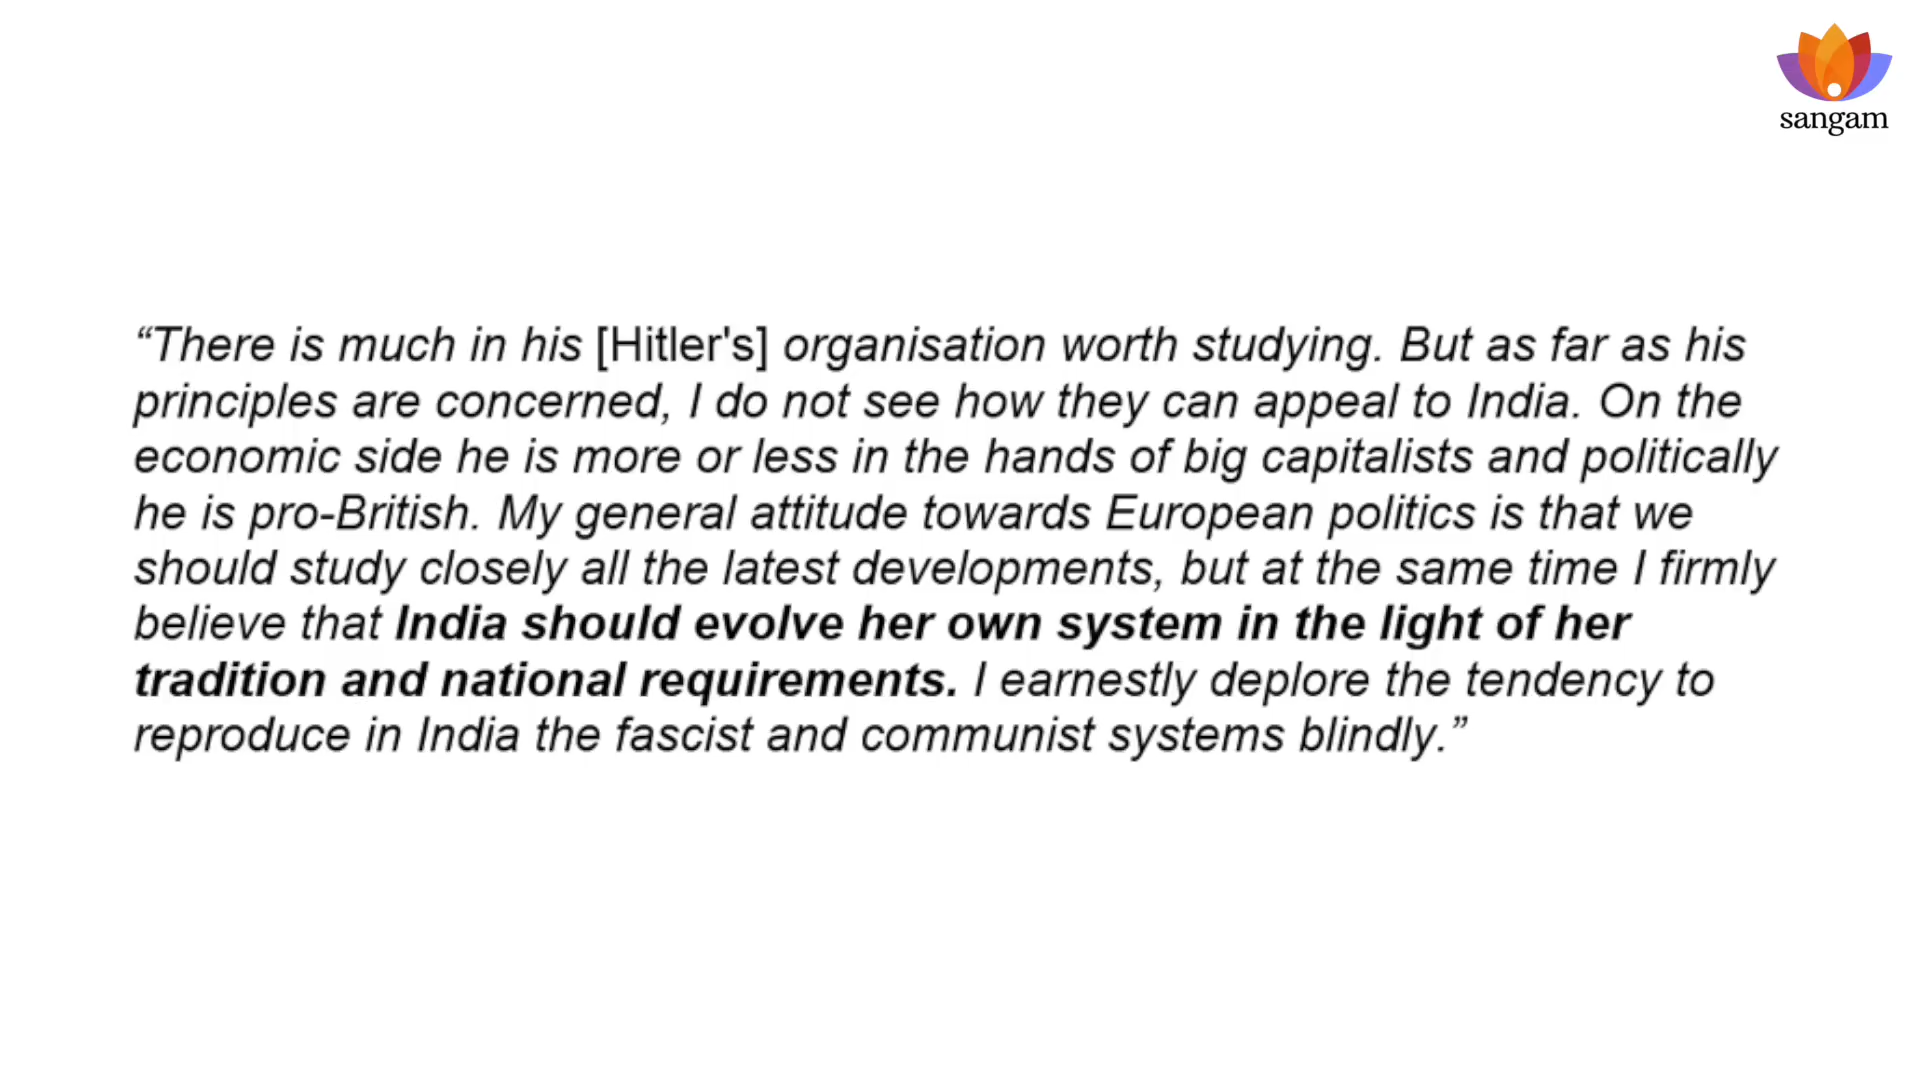 sangam
“There is much in his [Hitler's] organisation worth studying. But as far as his
principles are concerned, I do not see how they can appeal to India. On the
economic side he is more or less in the hands of big capitalists and politically
he is pro-British. My general attitude towards European politics is that we
should study closely all the latest developments, but at the same time I firmly
believe that India should evolve her own system in the light of her
tradition and national requirements. I earnestly deplore the tendency to
reproduce in India the fascist and communist systems blindly.”